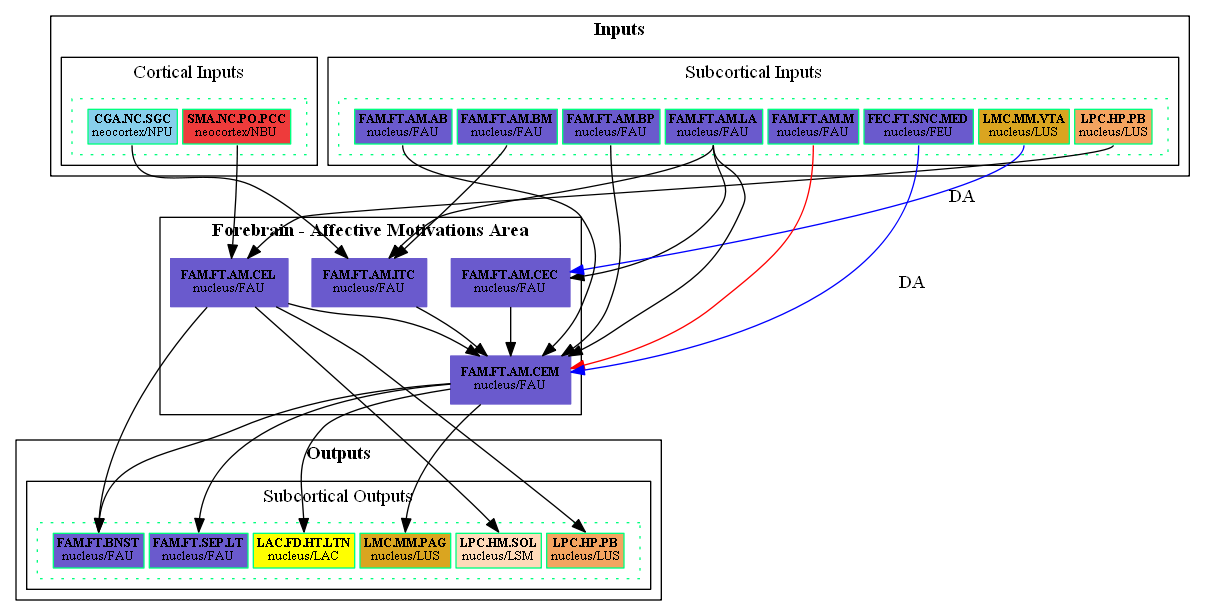 Inputs
Cortical Inputs
Subcortical Inputs
CGA.NC.SGC
neocortex/NPU
SMA.NC.PO.PCC
neocortex/NBU
FAM.FT.AM.AB
nucleus/FAU
FAM.FT.AM.BM
nucleus/FAU
FAM.FT.AM.BP
nucleus/FAU
FAM.FT.AM.LA
nucleus/FAU
FAM.FT.AM.M
nucleus/FAU
FEC.FT.SNC.MED
nucleus/FEU
LMC.MM.VTA
nucleus/LUS
LPC.HP.PB
nucleus/LUS
DA
Forebrain - Affective Motivations Area
FAM.FT.AM.CEL
nucleus/FAU
FAM.FT.AM.ITC
nucleus/FAU
FAM.FT.AM.CEC
nucleus/FAU
DA
FAM.FT.AM.CEM
nucleus/FAU
Outputs
Subcortical Outputs
FAM.FT.BNST
nucleus/FAU
FAM.FT.SEP.LT
nucleus/FAU
LAC.FD.HT.LTN
nucleus/LAC
LMC.MM.PAG
nucleus/LUS
LPC.HM.SOL
nucleus/LSM
LPC.HP.PB
nucleus/LUS